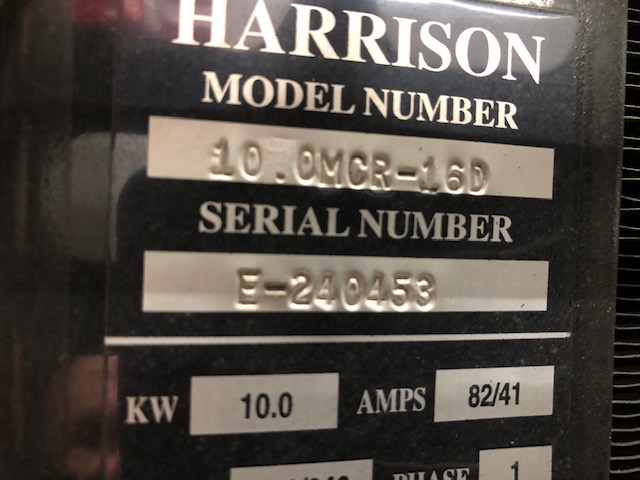 HARRISON
MODEL NUMBER
10.0MCR-16D
SERIAL NUMBER
E-240453
KW 10.0 AMPS 82/41
PHASE 1